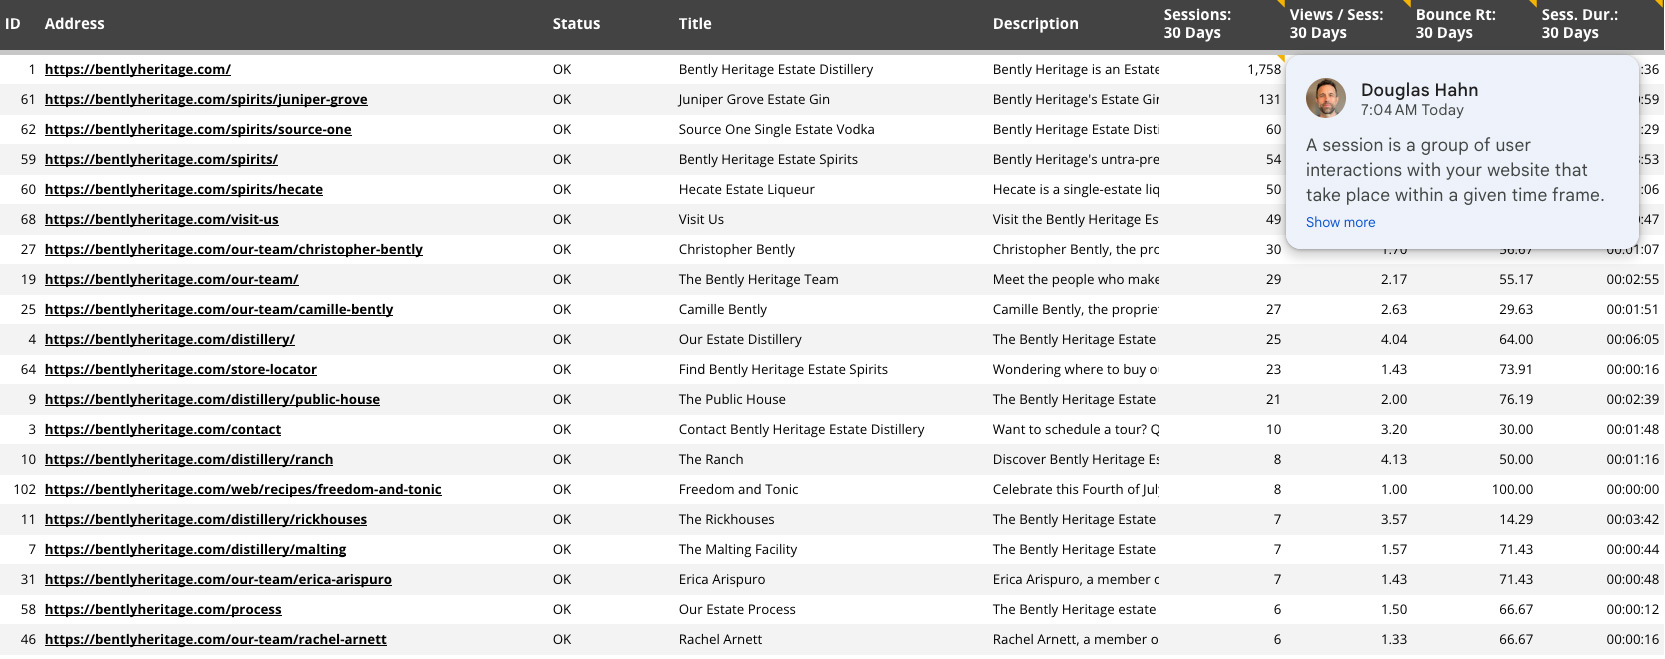 ID Address Status Title Description Sessions: 30 Days Views / Sess: 30 Days Bounce Rt: 30 Days Sess. Dur.: 30 Days
1 https://bentlyheritage.com/ OK Bently Heritage Estate Distillery Bently Heritage is an Estate 1,758 :36
61 https://bentlyheritage.com/spirits/juniper-grove OK Juniper Grove Estate Gin Bently Heritage's Estate Gin 131 :59
62 https://bentlyheritage.com/spirits/source-one OK Source One Single Estate Vodka Bently Heritage Estate Disti 60 :29
59 https://bentlyheritage.com/spirits/ OK Bently Heritage Estate Spirits Bently Heritage's untra-pre 54 :53
60 https://bentlyheritage.com/spirits/hecate OK Hecate Estate Liqueur Hecate is a single-estate liq 50 :06
68 https://bentlyheritage.com/visit-us OK Visit Us Visit the Bently Heritage Es 49 :47
Douglas Hahn
7:04 AM Today
A session is a group of user
interactions with your website that
take place within a given time frame.
Show more
27 https://bentlyheritage.com/our-team/christopher-bently OK Christopher Bently Christopher Bently, the pro 30 1.70 56.67 00:01:07
19 https://bentlyheritage.com/our-team/ OK The Bently Heritage Team Meet the people who make 29 2.17 55.17 00:02:55
25 https://bentlyheritage.com/our-team/camille-bently OK Camille Bently Camille Bently, the proprie 27 2.63 29.63 00:01:51
4 https://bentlyheritage.com/distillery/ OK Our Estate Distillery The Bently Heritage Estate 25 4.04 64.00 00:06:05
64 https://bentlyheritage.com/store-locator OK Find Bently Heritage Estate Spirits Wondering where to buy o 23 1.43 73.91 00:00:16
9 https://bentlyheritage.com/distillery/public-house OK The Public House The Bently Heritage Estate 21 2.00 76.19 00:02:39
3 https://bentlyheritage.com/contact OK Contact Bently Heritage Estate Distillery Want to schedule a tour? Q 10 3.20 30.00 00:01:48
10 https://bentlyheritage.com/distillery/ranch OK The Ranch Discover Bently Heritage Es 8 4.13 50.00 00:01:16
102 https://bentlyheritage.com/web/recipes/freedom-and-tonic OK Freedom and Tonic Celebrate this Fourth of Jul 8 1.00 100.00 00:00:00
11 https://bentlyheritage.com/distillery/rickhouses OK The Rickhouses The Bently Heritage Estate 7 3.57 14.29 00:03:42
7 https://bentlyheritage.com/distillery/malting OK The Malting Facility The Bently Heritage Estate 7 1.57 71.43 00:00:44
31 https://bentlyheritage.com/our-team/erica-arispuro OK Erica Arispuro Erica Arispuro, a member o 7 1.43 71.43 00:00:48
58 https://bentlyheritage.com/process OK Our Estate Process The Bently Heritage estate 6 1.50 66.67 00:00:12
46 https://bentlyheritage.com/our-team/rachel-arnett OK Rachel Arnett Rachel Arnett, a member o 6 1.33 66.67 00:00:16